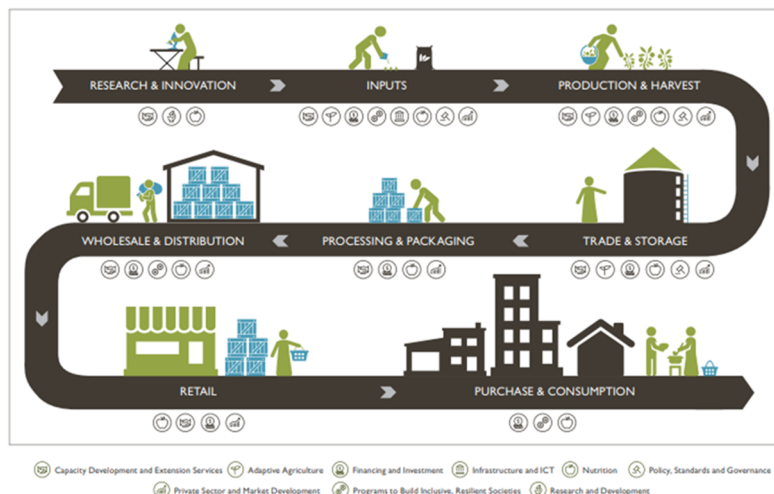 RESEARCH & INNOVATION
INPUTS
PRODUCTION & HARVEST
WHOLESALE & DISTRIBUTION
PROCESSING & PACKAGING
TRADE & STORAGE
RETAIL
PURCHASE & CONSUMPTION
Capacity Development and Extension Services
Adaptive Agriculture
Financing and Investment
Infrastructure and ICT
Nutrition
Policy, Standards and Governance
Private Sector and Market Development
Programs to Build Inclusive, Resilient Societies
Research and Development